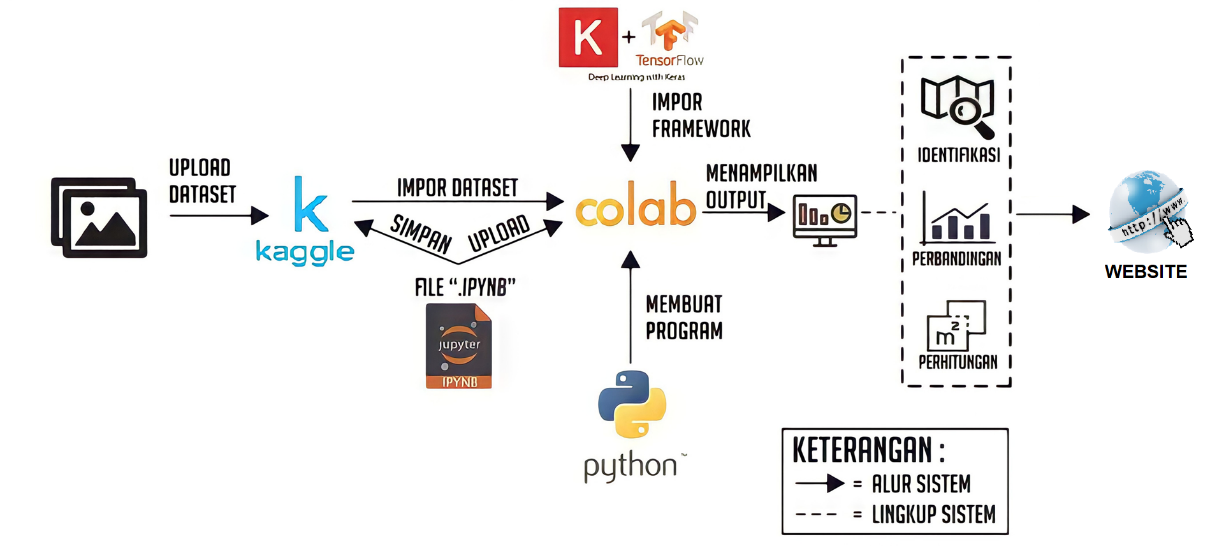 K + TensorFlow
Deep Learning with Keras
IMPOR
FRAMEWORK
UPLOAD
DATASET
k
kaggle
IMPOR DATASET
SIMPAN
UPLOAD
FILE “.IPYNB”
jupyter
IPYNB
colab
MENAMPILKAN
OUTPUT
MEMBUAT
PROGRAM
python™
IDENTIFIKASI
PERBANDINGAN
m²
PERHITUNGAN
http://www
WEBSITE
KETERANGAN :
= ALUR SISTEM
= LINGKUP SISTEM